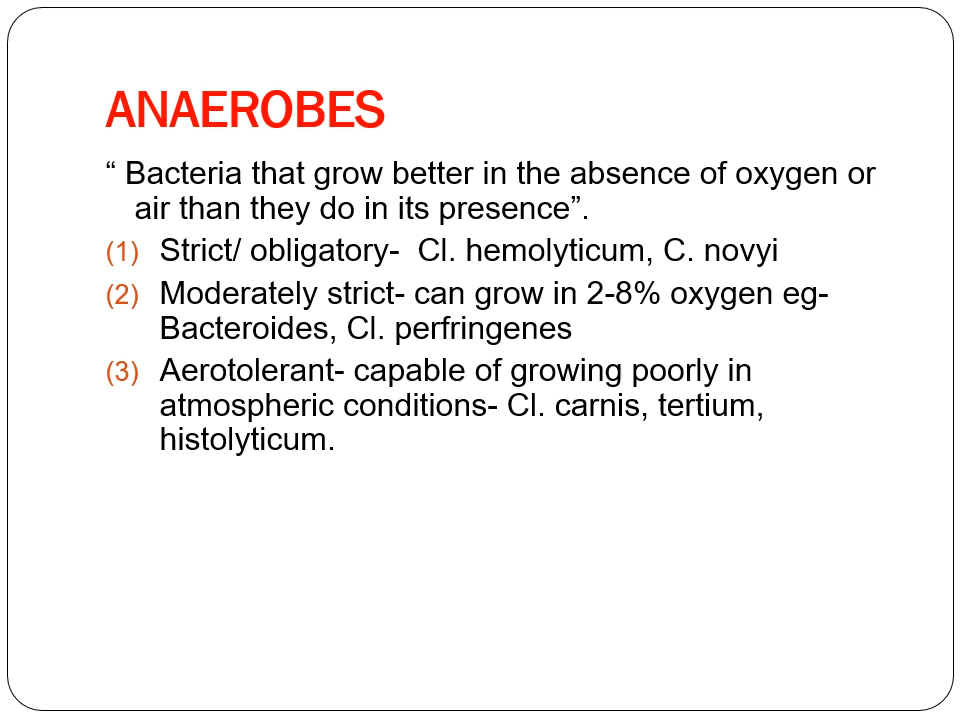 ANAEROBES
“ Bacteria that grow better in the absence of oxygen or
air than they do in its presence”.
(1) Strict/ obligatory- Cl. hemolyticum, C. novyi
(2) Moderately strict- can grow in 2-8% oxygen eg-
Bacteroides, Cl. perfringenes
(3) Aerotolerant- capable of growing poorly in
atmospheric conditions- Cl. carnis, tertium,
histolyticum.